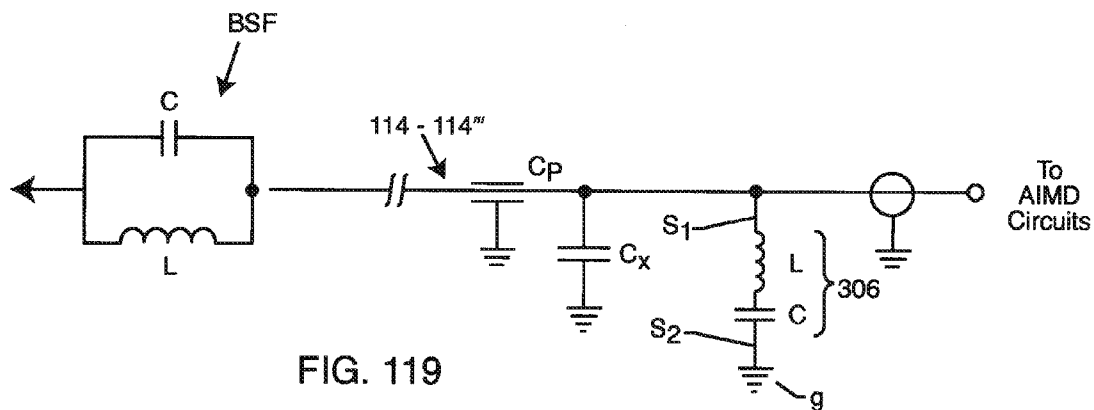 BSF
C
114 - 114'''
L
CP
CX
S1
L
C
306
S2
g
To
AIMD
Circuits
FIG. 119